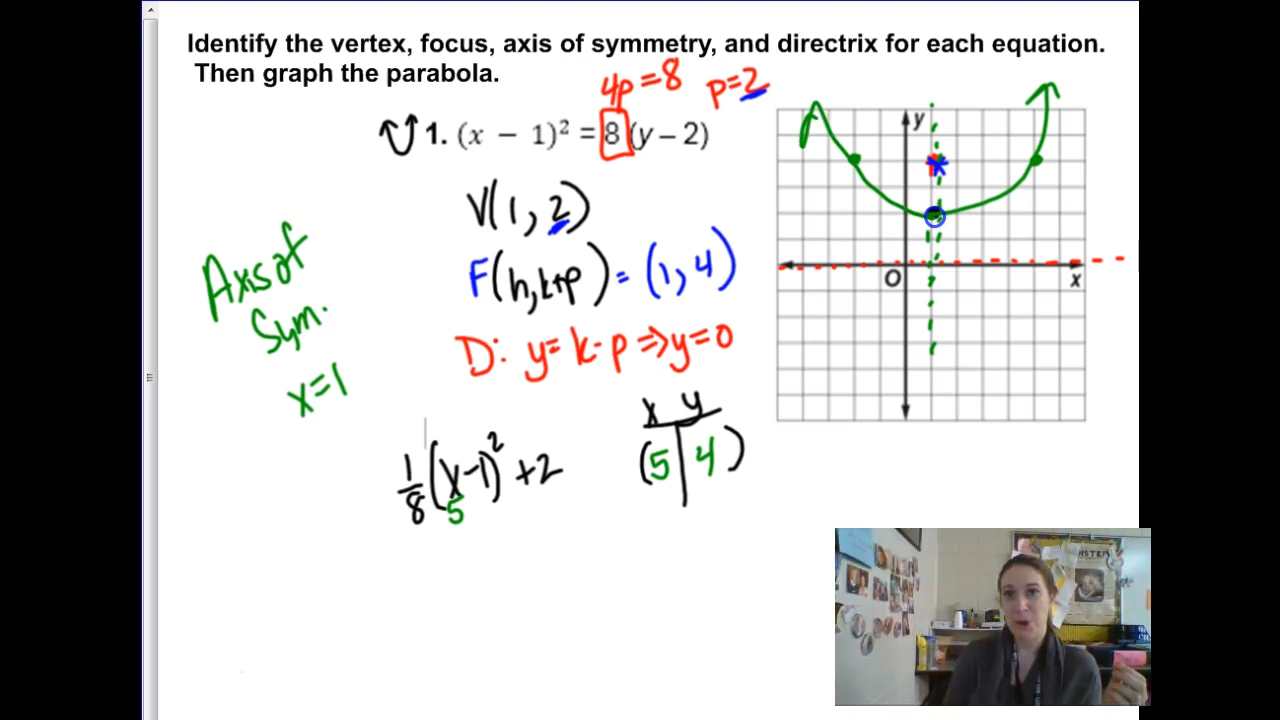 Identify the vertex, focus, axis of symmetry, and directrix for each equation.
Then graph the parabola.
4p = 8 p = 2
1. (x − 1)² = 8(y − 2)
V(1, 2)
F(h, k+p) = (1, 4)
D: y = k - p ⇒ y = 0
Axis of
Sym.
x = 1
x y
(5 | 4)
1/8 (x-1)² + 2
5
y
O
x
NSTEP